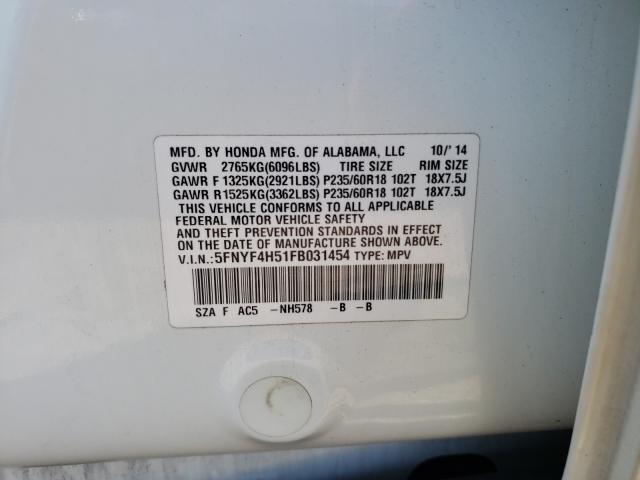 MFD. BY HONDA MFG. OF ALABAMA, LLC 10/'14
GVWR 2765KG(6096LBS) TIRE SIZE RIM SIZE
GAWR F 1325KG(2921LBS) P235/60R18 102T 18X7.5J
GAWR R1525KG(3362LBS) P235/60R18 102T 18X7.5J
THIS VEHICLE CONFORMS TO ALL APPLICABLE
FEDERAL MOTOR VEHICLE SAFETY
AND THEFT PREVENTION STANDARDS IN EFFECT
ON THE DATE OF MANUFACTURE SHOWN ABOVE.
V.I.N.:5FNYF4H51FB031454 TYPE: MPV
SZA F AC5 -NH578 -B -B